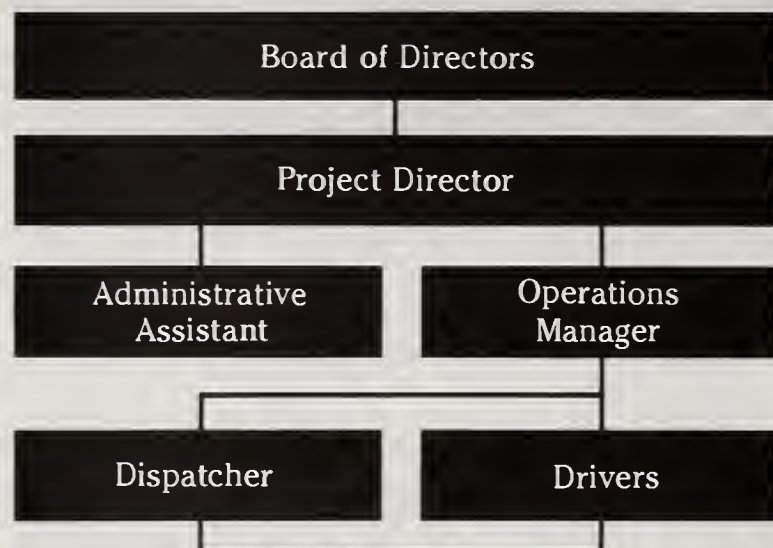 Board of Directors
Project Director
Administrative
Assistant
Operations
Manager
Dispatcher
Drivers